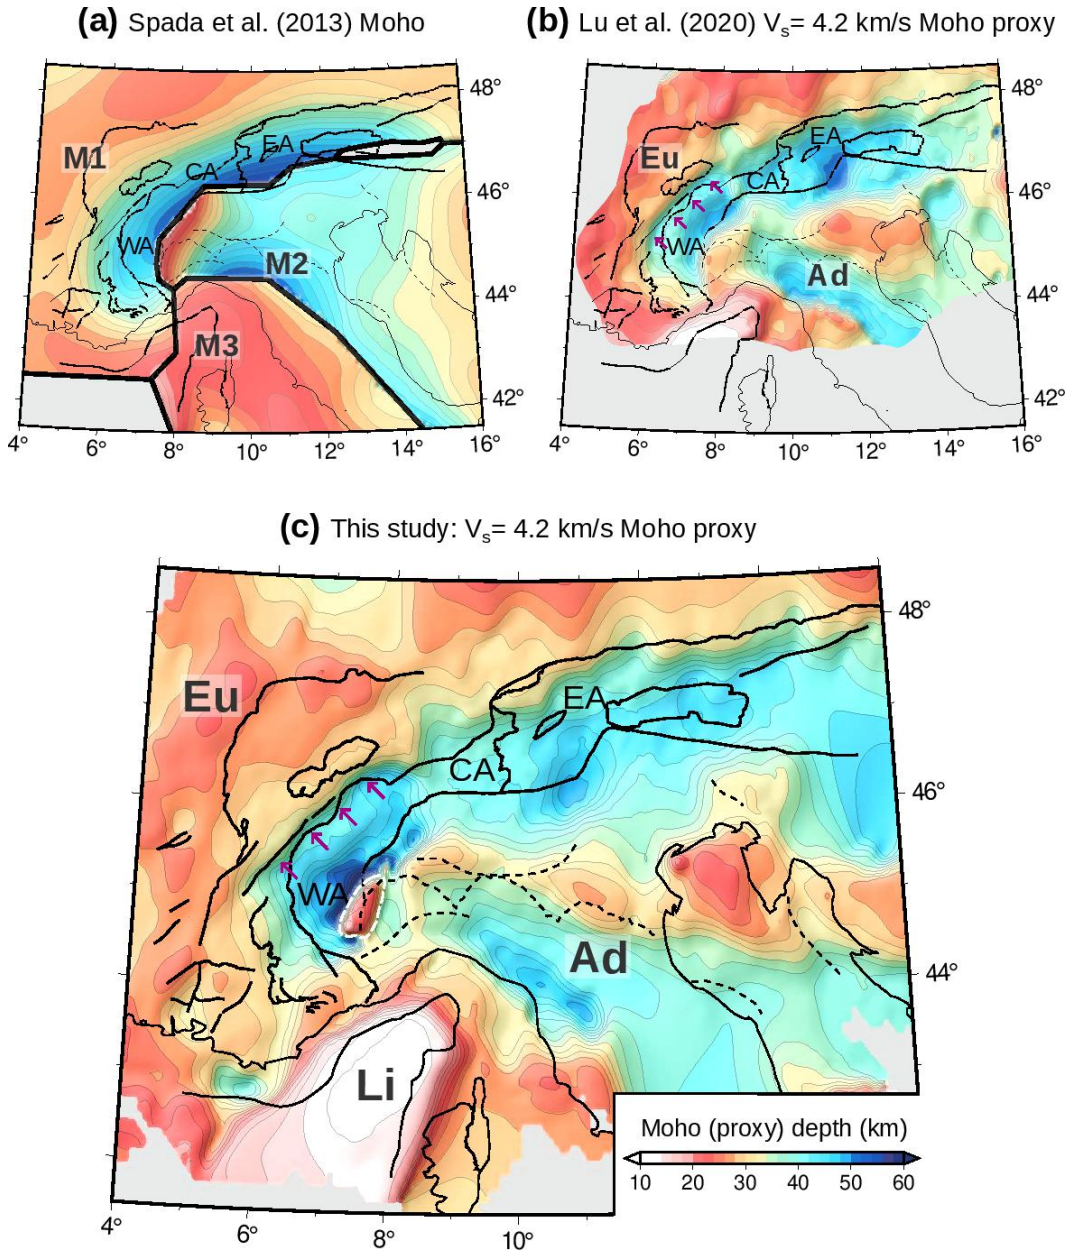 (a) Spada et al. (2013) Moho
(b) Lu et al. (2020) Vs= 4.2 km/s Moho proxy
M1
CA
EA
WA
M2
M3
48°
46°
44°
42°
4°
6°
8°
10°
12°
14°
16°
Eu
EA
CA
WA
Ad
48°
46°
44°
42°
4°
6°
8°
10°
12°
14°
16°
(c) This study: Vs= 4.2 km/s Moho proxy
Eu
EA
CA
WA
Ad
Li
48°
46°
44°
4°
6°
8°
10°
Moho (proxy) depth (km)
10 20 30 40 50 60